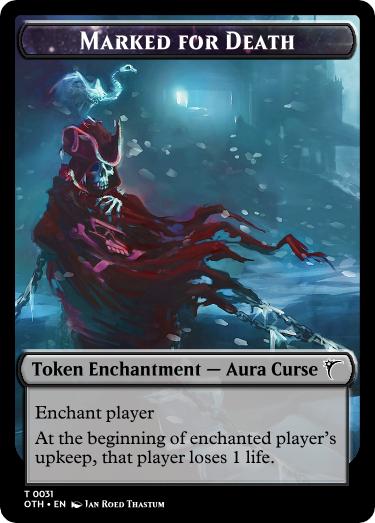 Marked for Death
Token Enchantment — Aura Curse
Enchant player
At the beginning of enchanted player's
upkeep, that player loses 1 life.
T 0031
OTH • EN Jan Roed Thastum